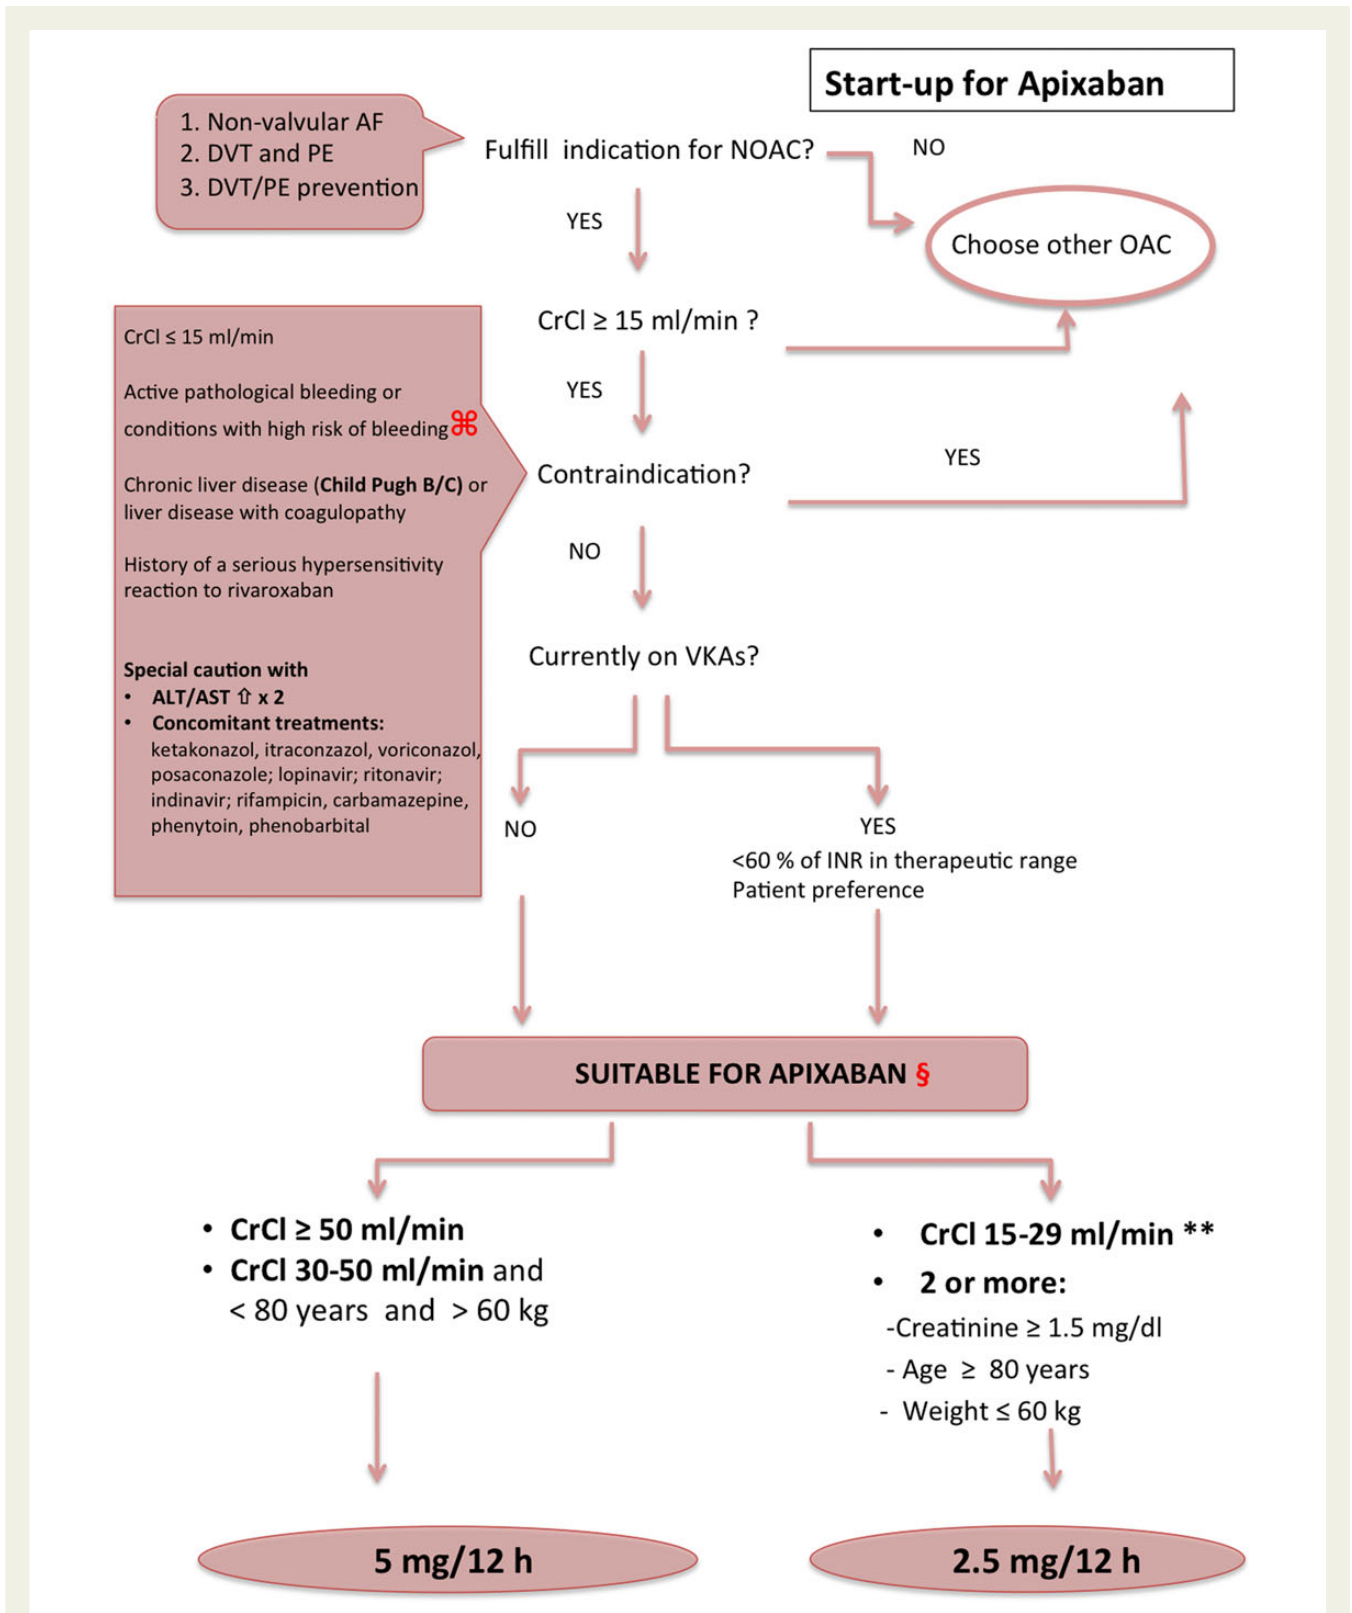 Start-up for Apixaban
1. Non-valvular AF
2. DVT and PE
3. DVT/PE prevention
Fulfill indication for NOAC?
NO
YES
Choose other OAC
CrCl ≥ 15 ml/min ?
YES
CrCl ≤ 15 ml/min
Active pathological bleeding or
conditions with high risk of bleeding ⌘
Chronic liver disease (Child Pugh B/C) or
liver disease with coagulopathy
History of a serious hypersensitivity
reaction to rivaroxaban
Special caution with
• ALT/AST ⇧ x 2
• Concomitant treatments:
ketakonazol, itraconzazol, voriconazol,
posaconazole; lopinavir; ritonavir;
indinavir; rifampicin, carbamazepine,
phenytoin, phenobarbital
Contraindication?
YES
NO
Currently on VKAs?
NO
YES
<60 % of INR in therapeutic range
Patient preference
SUITABLE FOR APIXABAN §
• CrCl ≥ 50 ml/min
• CrCl 30-50 ml/min and
< 80 years and > 60 kg
• CrCl 15-29 ml/min **
• 2 or more:
-Creatinine ≥ 1.5 mg/dl
- Age ≥ 80 years
- Weight ≤ 60 kg
5 mg/12 h
2.5 mg/12 h